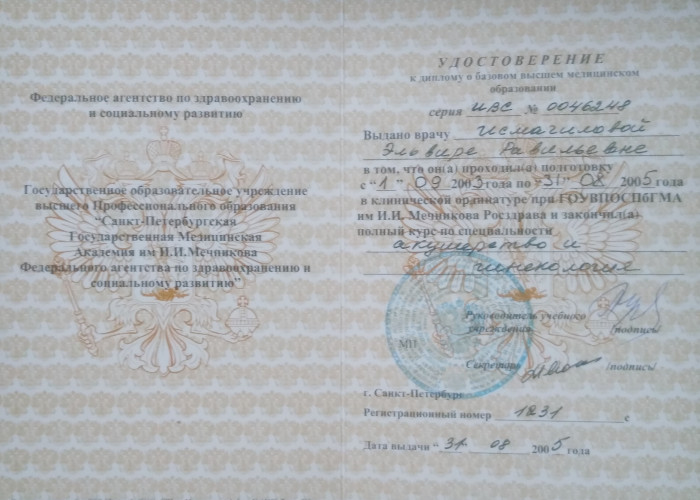 Федеральное агентство по здравоохранению
и социальному развитию
Государственное образовательное учреждение
высшего Профессионального образования
“Санкт-Петербургская
Государственная Медицинская
Академия им И.И.Мечникова
Федерального агентства по здравоохранению и
социальному развитию”
УДОСТОВЕРЕНИЕ
к диплому о базовом высшем медицинском
образовании
серия ИВС № 0046248
Выдано врачу Исмагиловой
Эльвире Равильевне
в том, что он(а) проходил(а) подготовку
с “1” 09 2003 года по “31” 08 2005 года
в клинической ординатуре при ГОУВПОСПбГМА
им И.И. Мечникова Росздрава и закончил(а)
полный курс по специальности
акушерство и
гинекология
Руководитель учебного
учреждения /подпись/
МП
Секретарь /подпись/
г. Санкт-Петербург
Регистрационный номер 1231 с
Дата выдачи “31 08 2005 года